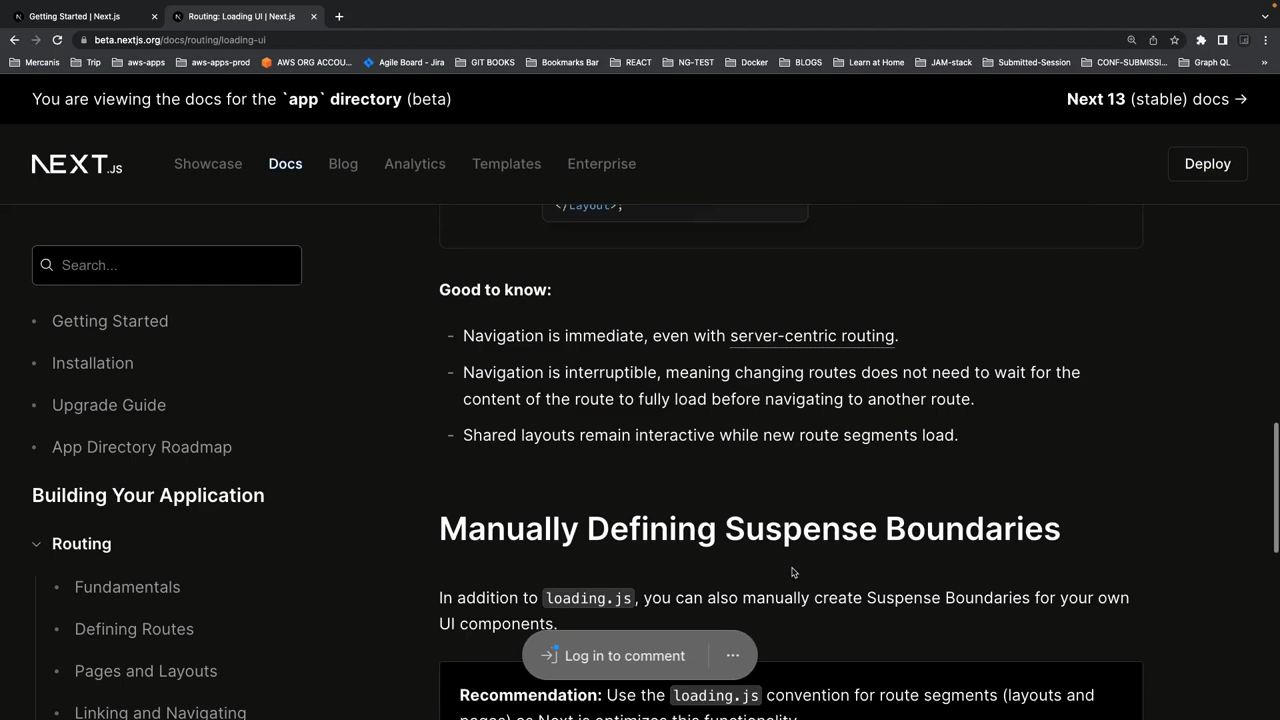 Getting Started | Next.js
Routing: Loading UI | Next.js
beta.nextjs.org/docs/routing/loading-ui
Mercanis
Trip
aws-apps
aws-apps-prod
AWS ORG ACCOU...
Agile Board - Jira
GIT BOOKS
Bookmarks Bar
REACT
NG-TEST
Docker
BLOGS
Learn at Home
JAM-stack
Submitted-Session
CONF-SUBMISSI...
Graph QL
»
You are viewing the docs for the `app` directory (beta)
Next 13 (stable) docs →
NEXT.JS
Showcase
Docs
Blog
Analytics
Templates
Enterprise
Deploy
</Layout>;
Search...
Getting Started
Installation
Upgrade Guide
App Directory Roadmap
Building Your Application
Routing
Fundamentals
Defining Routes
Pages and Layouts
Linking and Navigating
Good to know:
- Navigation is immediate, even with server-centric routing.
- Navigation is interruptible, meaning changing routes does not need to wait for the
content of the route to fully load before navigating to another route.
- Shared layouts remain interactive while new route segments load.
Manually Defining Suspense Boundaries
In addition to loading.js, you can also manually create Suspense Boundaries for your own
UI components.
Log in to comment
Recommendation: Use the loading.js convention for route segments (layouts and
pages) as Next.js optimizes this functionality.